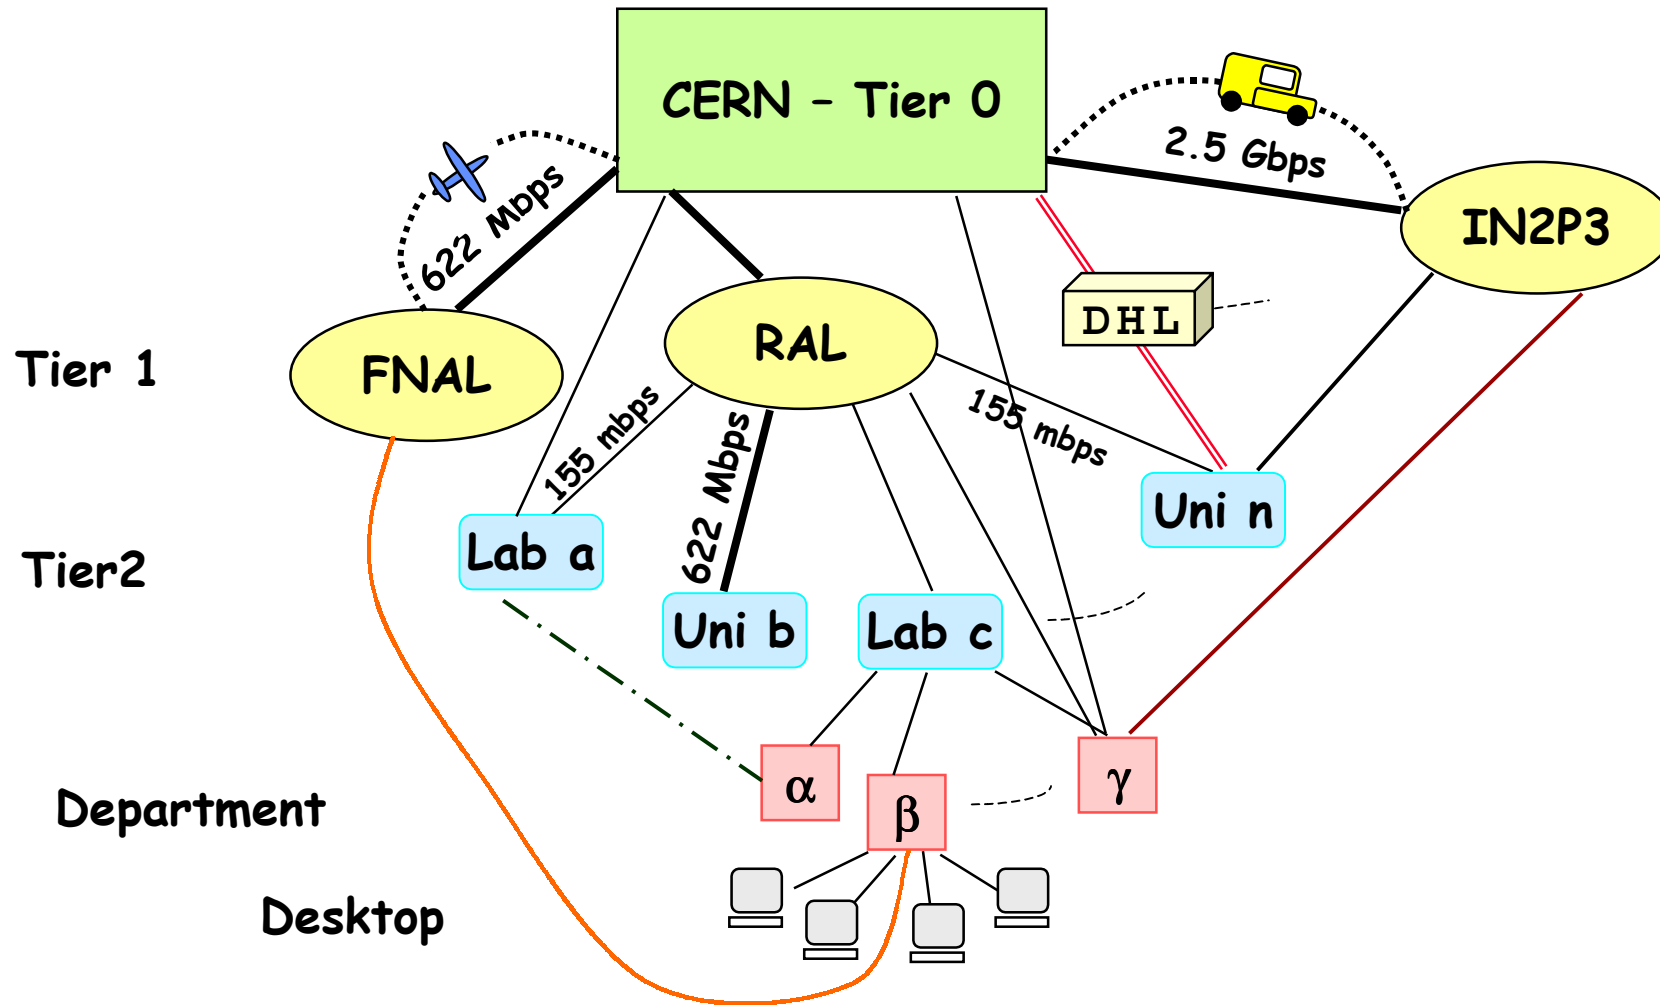 CERN – Tier 0
2.5 Gbps
622 Mbps
IN2P3
DHL
RAL
Tier 1
FNAL
155 mbps
155 mbps
622 Mbps
Uni n
Lab a
Tier2
Uni b
Lab c
α
γ
Department
β
Desktop